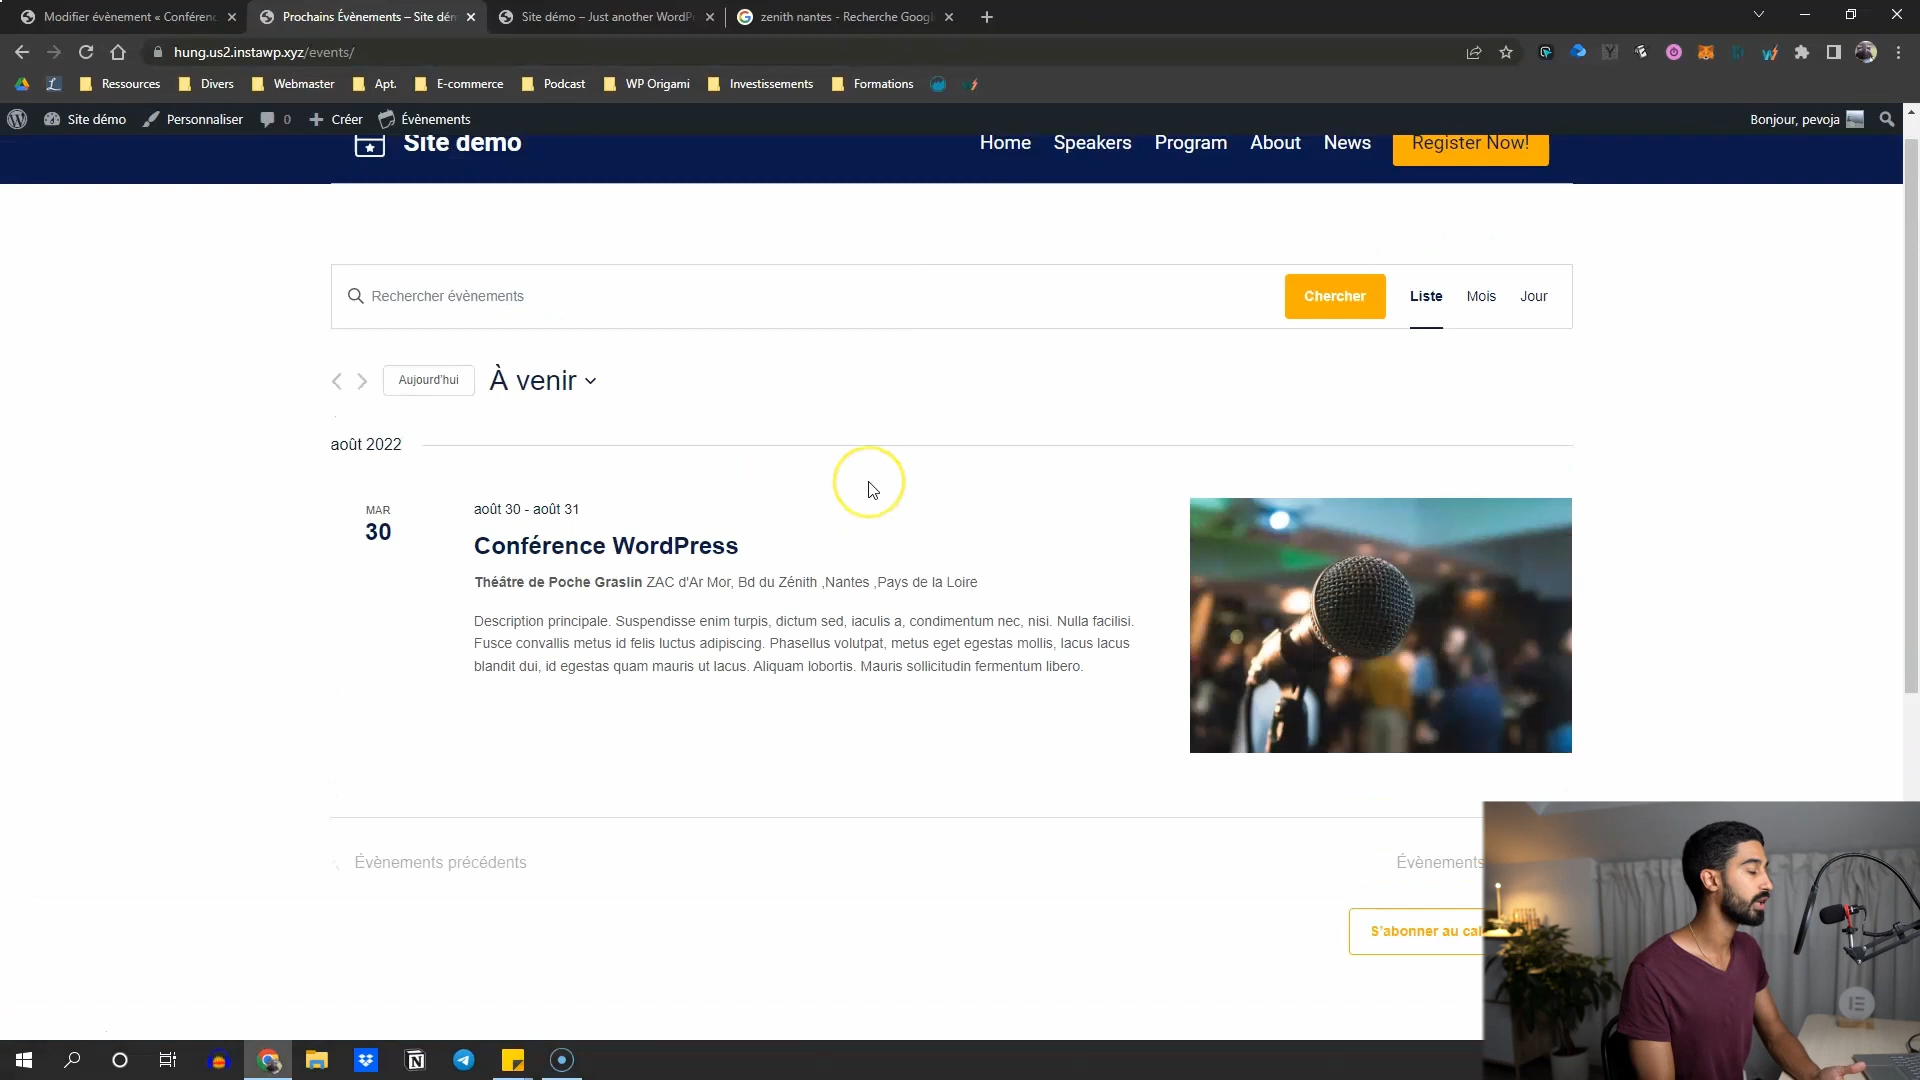 Modifier évènement « Conférenc
Prochains Évènements – Site dém
Site démo – Just another WordPr
zenith nantes - Recherche Googl
hung.us2.instawp.xyz/events/
Ressources
Divers
Webmaster
Apt.
E-commerce
Podcast
WP Origami
Investissements
Formations
Site démo
Personnaliser
0
Créer
Évènements
Bonjour, pevoja
Site démo
Home
Speakers
Program
About
News
Register Now!
Rechercher évènements
Chercher
Liste
Mois
Jour
Aujourd'hui
À venir
août 2022
MAR
30
août 30 - août 31
Conférence WordPress
Théâtre de Poche Graslin ZAC d'Ar Mor, Bd du Zénith ,Nantes ,Pays de la Loire
Description principale. Suspendisse enim turpis, dictum sed, iaculis a, condimentum nec, nisi. Nulla facilisi.
Fusce convallis metus id felis luctus adipiscing. Phasellus volutpat, metus eget egestas mollis, lacus lacus
blandit dui, id egestas quam mauris ut lacus. Aliquam lobortis. Mauris sollicitudin fermentum libero.
Évènements précédents
Évènements
S'abonner au cal